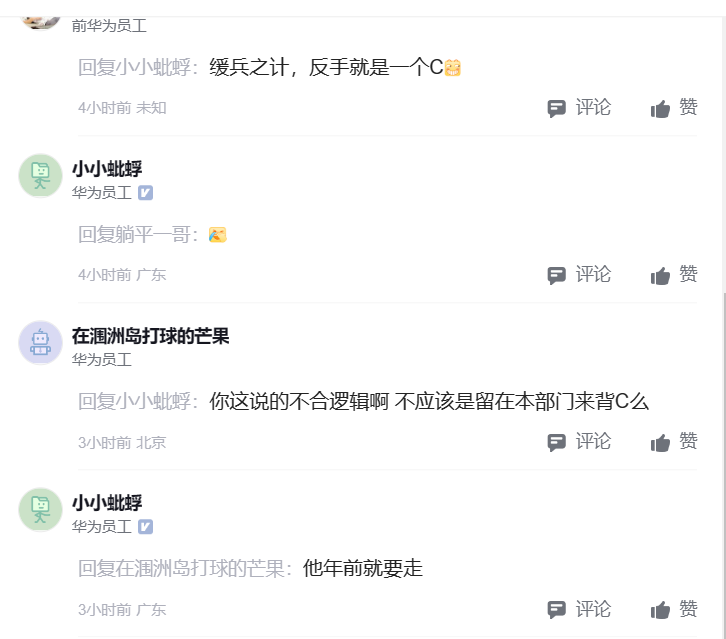 前华为员工
回复小小蚍蜉：缓兵之计，反手就是一个C
4小时前 未知 评论 赞
小小蚍蜉
华为员工
回复躺平一哥：
4小时前 广东 评论 赞
在涠洲岛打球的芒果
华为员工
回复小小蚍蜉：你这说的不合逻辑啊 不应该是留在本部门来背C么
3小时前 北京 评论 赞
小小蚍蜉
华为员工
回复在涠洲岛打球的芒果：他年前就要走
3小时前 广东 评论 赞